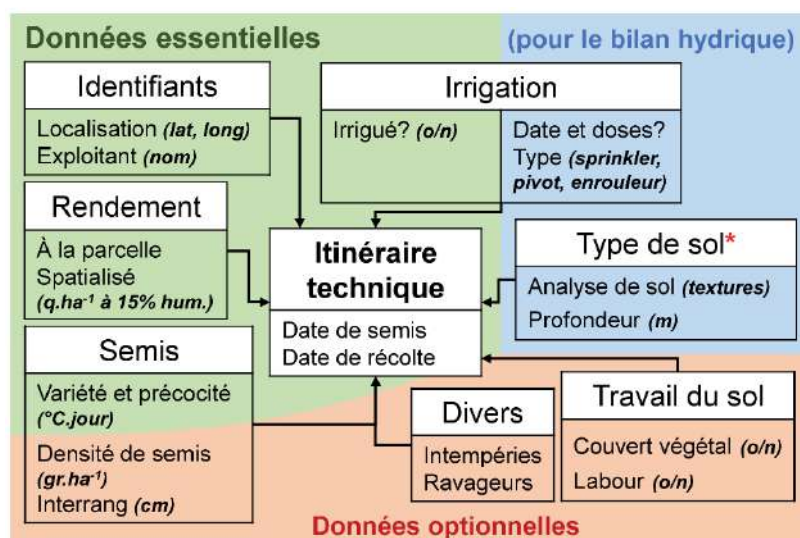 Données essentielles
(pour le bilan hydrique)
Identifiants
Localisation (lat, long)
Exploitant (nom)
Irrigation
Irrigué? (o/n)
Date et doses?
Type (sprinkler,
pivot, enrouleur)
Rendement
À la parcelle
Spatialisé
(q.ha⁻¹ à 15% hum.)
Itinéraire
technique
Date de semis
Date de récolte
Type de sol*
Analyse de sol (textures)
Profondeur (m)
Semis
Variété et précocité
(°C.jour)
Densité de semis
(gr.ha⁻¹)
Interrang (cm)
Divers
Intempéries
Ravageurs
Travail du sol
Couvert végétal (o/n)
Labour (o/n)
Données optionnelles